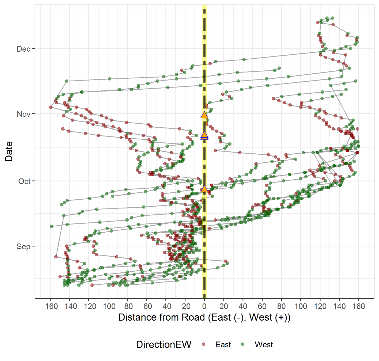 Dec
Nov
Oct
Sep
Date
160 140 120 100 80 60 40 20 0 20 40 60 80 100 120 140 160
Distance from Road (East (-), West (+))
DirectionEW East West